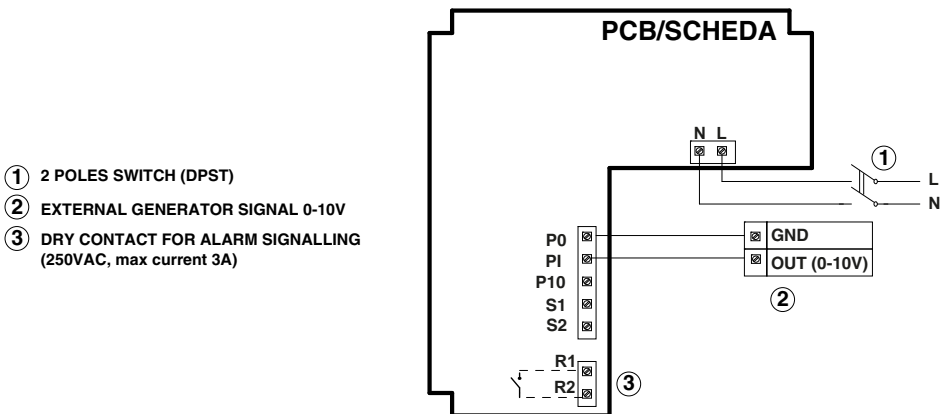 PCB/SCHEDA
N L
1
L
N
1 2 POLES SWITCH (DPST)
2 EXTERNAL GENERATOR SIGNAL 0-10V
3 DRY CONTACT FOR ALARM SIGNALLING
(250VAC, max current 3A)
P0
PI
P10
S1
S2
GND
OUT (0-10V)
2
R1
R2
3